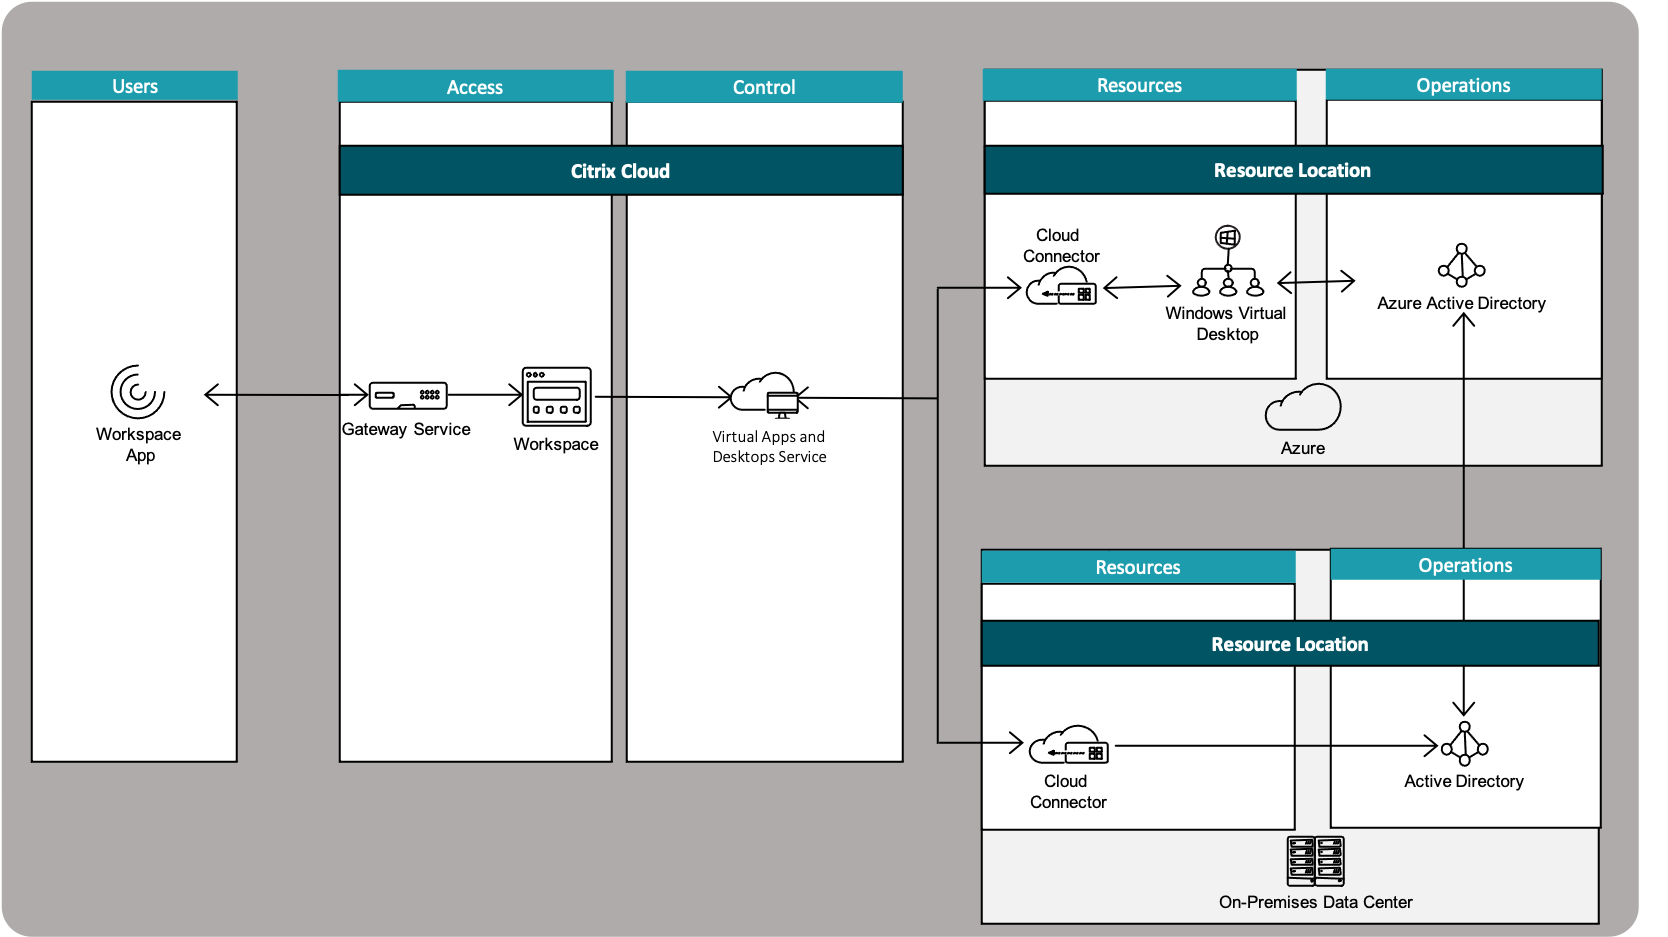 Users
Access
Control
Citrix Cloud
Workspace
App
Gateway Service
Workspace
Virtual Apps and
Desktops Service
Resources
Operations
Resource Location
Cloud
Connector
Windows Virtual
Desktop
Azure Active Directory
Azure
Resources
Operations
Resource Location
Cloud
Connector
Active Directory
On-Premises Data Center